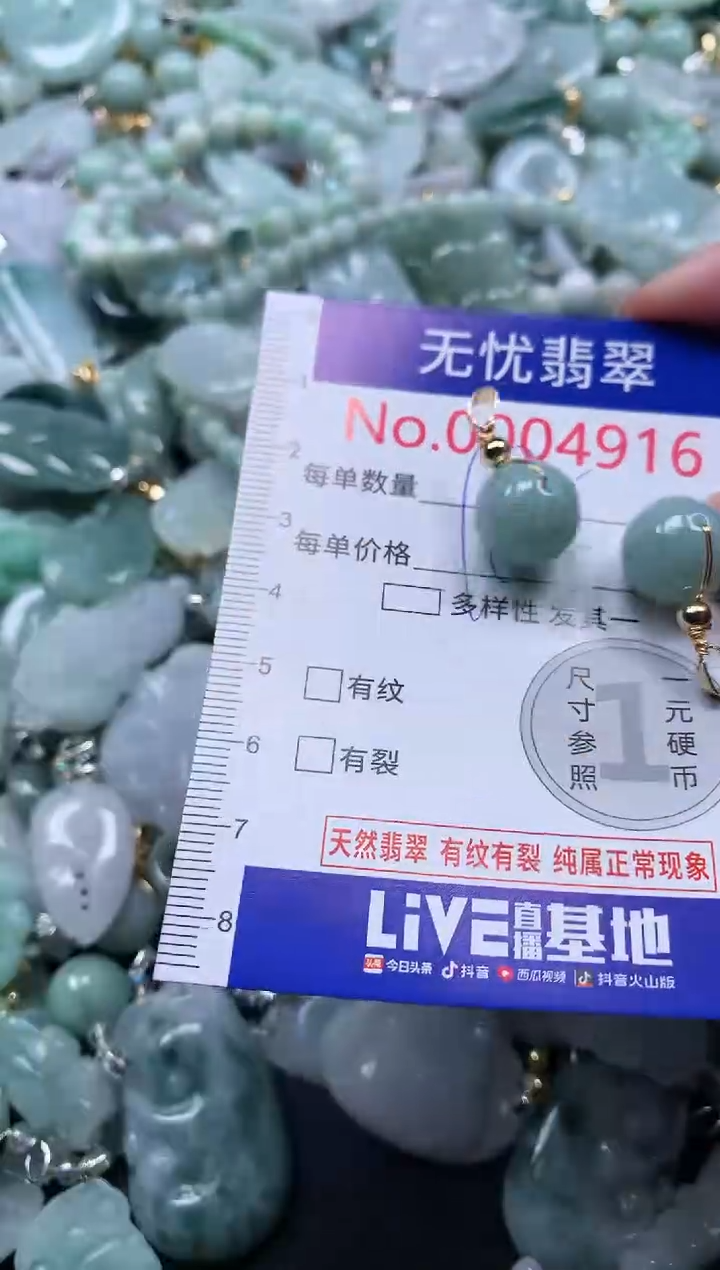 无忧翡翠
No.0004916
1
2
每单数量
3
每单价格
4
多样性 发其一
5
有纹
6
有裂
尺寸参照
1
一元硬币
7
天然翡翠 有纹有裂 纯属正常现象
8
LiVE直播基地
头条 今日头条 抖音 西瓜视频 抖音火山版